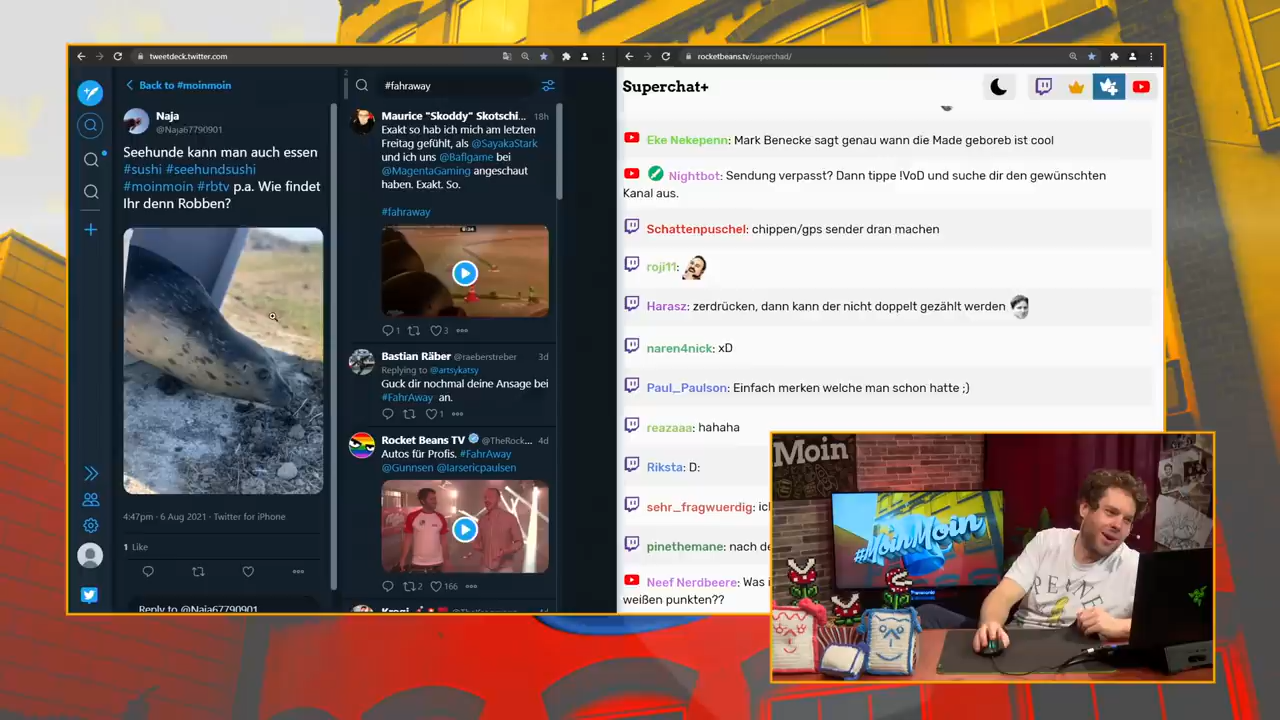 tweetdeck.twitter.com
Back to #moinmoin
Naja
@Naja67790901
Seehunde kann man auch essen
#sushi #seehundsushi
#moinmoin #rbtv p.a. Wie findet
Ihr denn Robben?
4:47pm · 6 Aug 2021 · Twitter for iPhone
1 Like
Reply to @Naja67790901
2
#fahraway
Maurice "Skoddy" Skotschi... 18h
Exakt so hab ich mich am letzten
Freitag gefühlt, als @SayakaStark
und ich uns @Baflgame bei
@MagentaGaming angeschaut
haben. Exakt. So.
#fahraway
1 3
Bastian Räber @raeberstreber 3d
Replying to @artsykatsy
Guck dir nochmal deine Ansage bei
#FahrAway an.
1
Rocket Beans TV @TheRock... 4d
Autos für Profis. #FahrAway
@Gunnsen @larsericpaulsen
2 166
rocketbeans.tv/superchad/
Superchat+
Eke Nekepenn: Mark Benecke sagt genau wann die Made geboreb ist cool
Nightbot: Sendung verpasst? Dann tippe !VoD und suche dir den gewünschten
Kanal aus.
Schattenpuschel: chippen/gps sender dran machen
roji11:
Harasz: zerdrücken, dann kann der nicht doppelt gezählt werden
naren4nick: xD
Paul_Paulson: Einfach merken welche man schon hatte ;)
reazaaa: hahaha
Riksta: D:
sehr_fragwuerdig:
pinethemane: nach
Neef Nerdbeere: Was
weißen punkten??
Moin
#MoinMoin